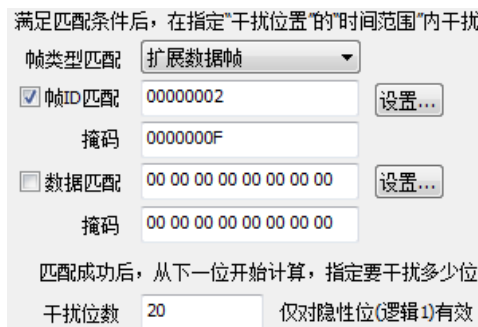 满足匹配条件后，在指定"干扰位置"的"时间范围"内干扰
帧类型匹配 扩展数据帧
帧ID匹配 00000002 设置...
掩码 0000000F
数据匹配 00 00 00 00 00 00 00 00 设置...
掩码 00 00 00 00 00 00 00 00
匹配成功后，从下一位开始计算，指定要干扰多少位
干扰位数 20 仅对隐性位(逻辑1)有效